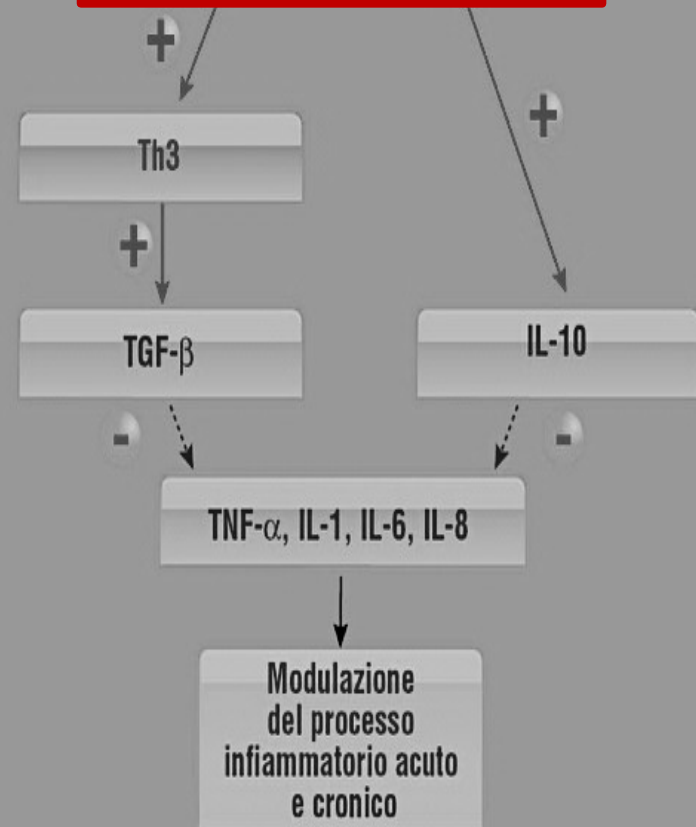 +
+
Th3
+
TGF-β
IL-10
-
-
TNF-α, IL-1, IL-6, IL-8
Modulazione
del processo
infiammatorio acuto
e cronico